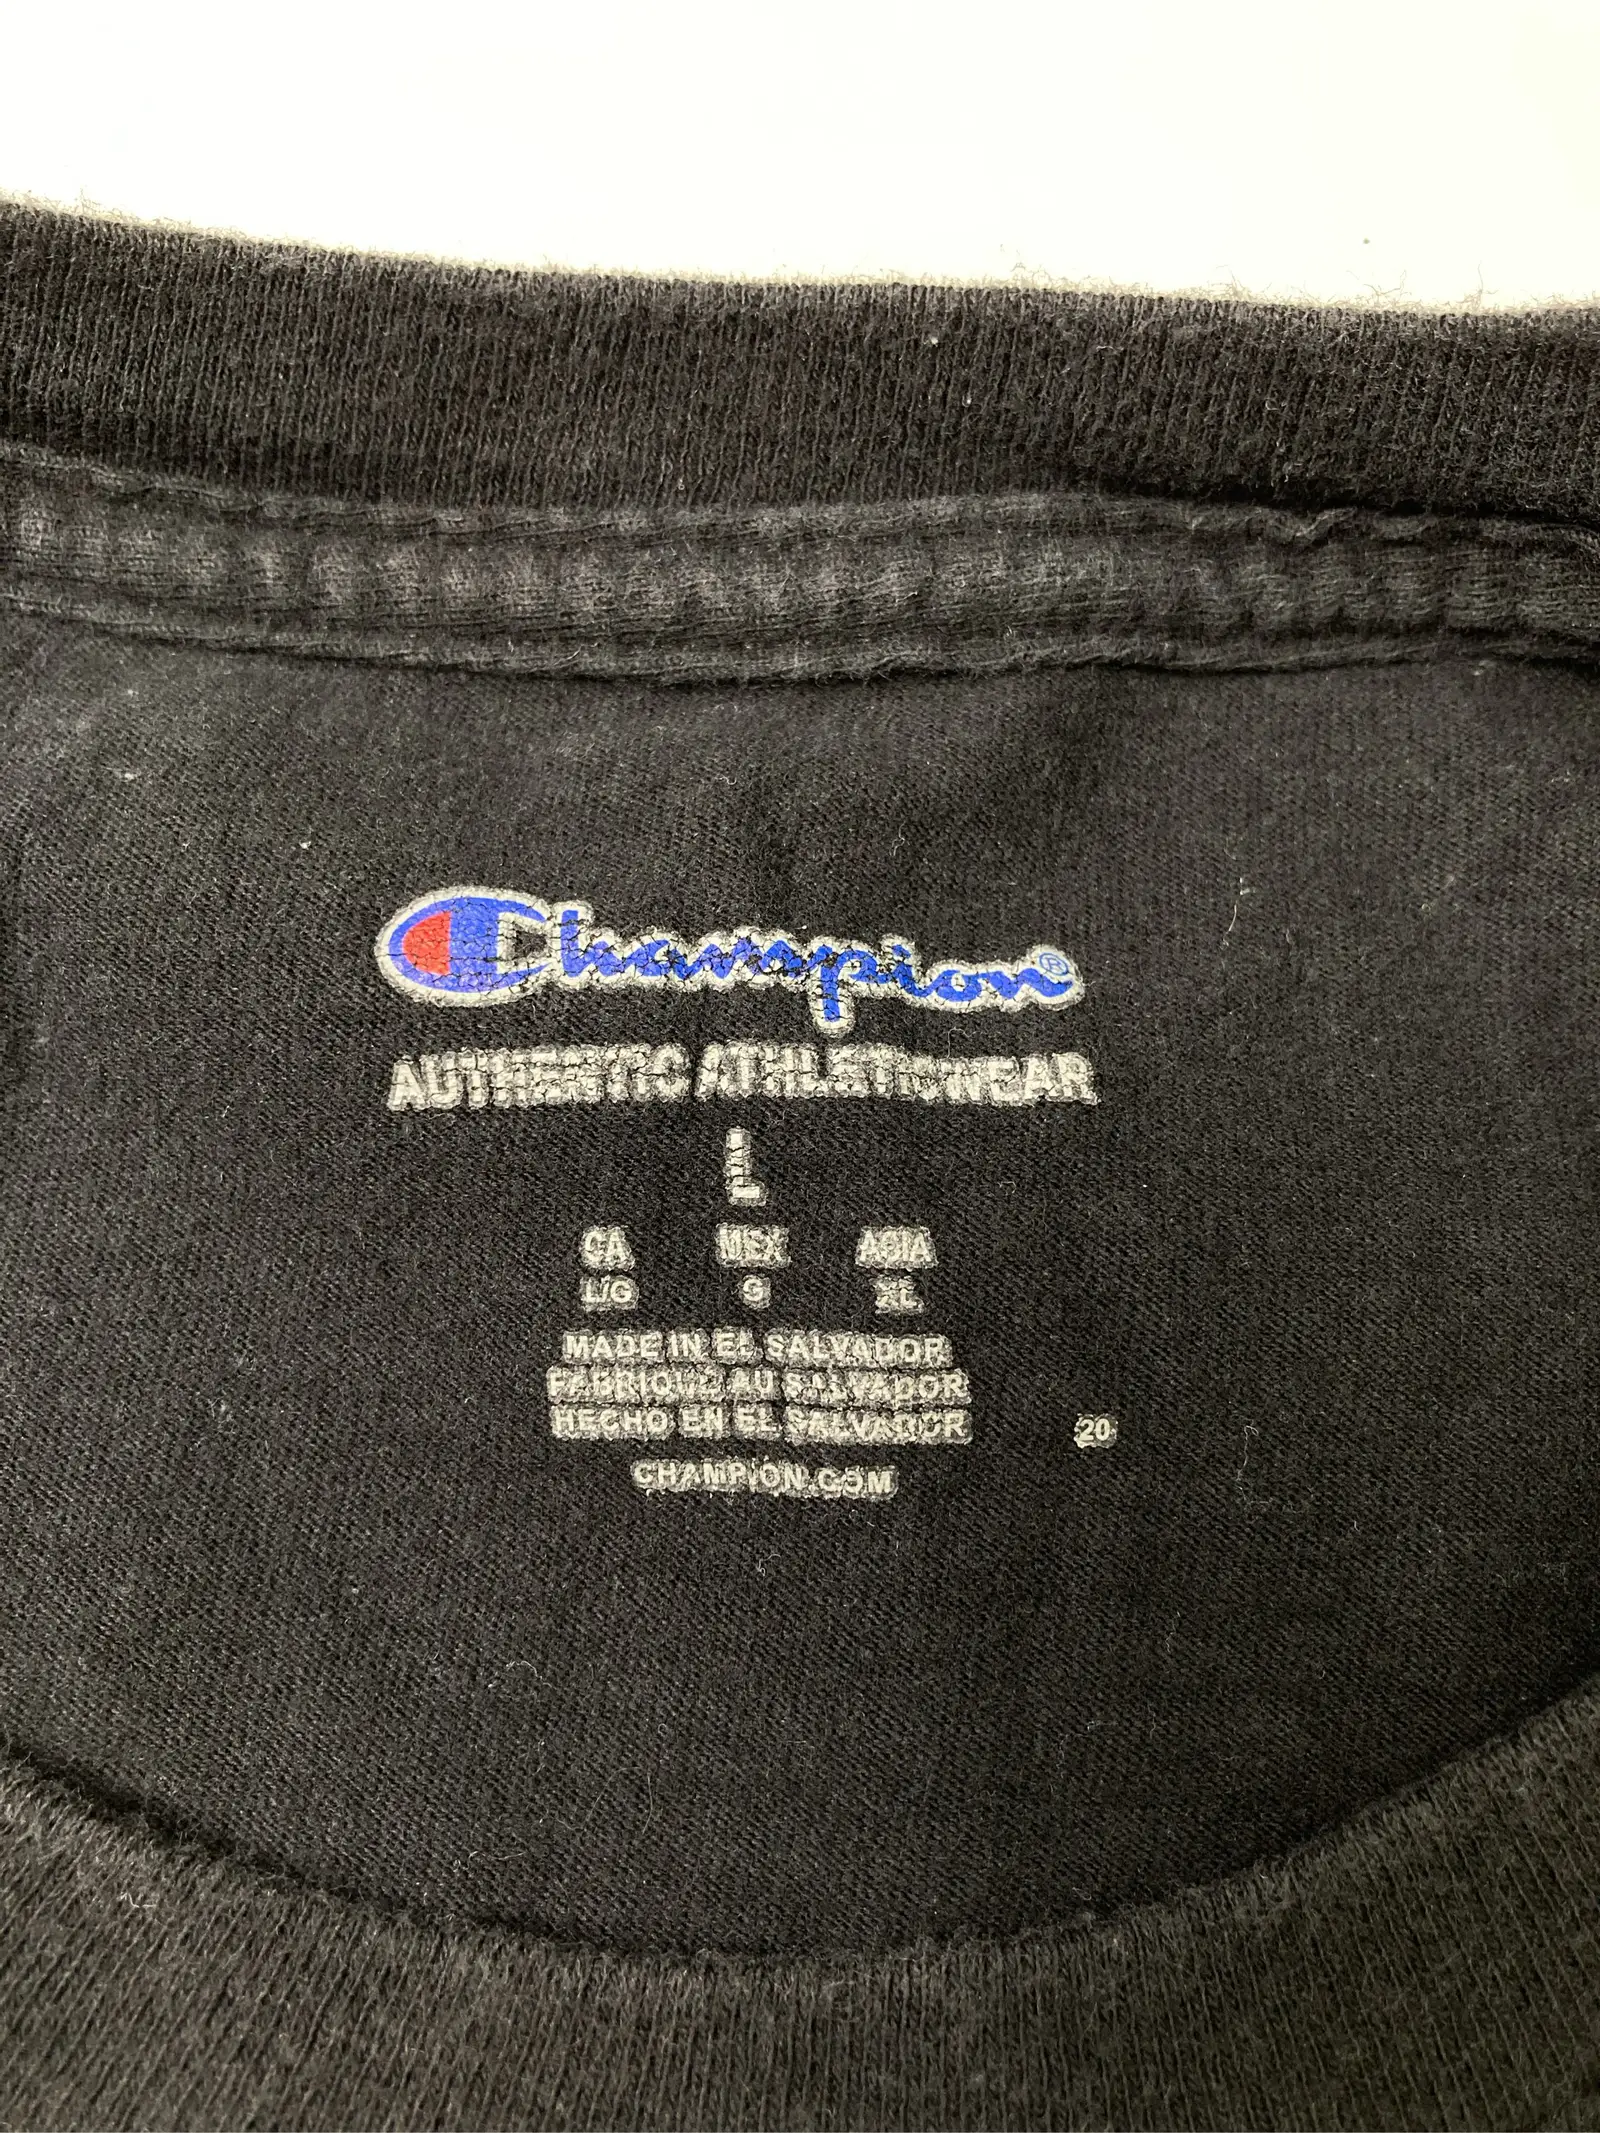 Champion®
AUTHENTIC ATHLETICWEAR
L
CA MEX ASIA
L/G G XL
MADE IN EL SALVADOR
FABRIQUE AU SALVADOR
HECHO EN EL SALVADOR
20
CHAMPION.COM